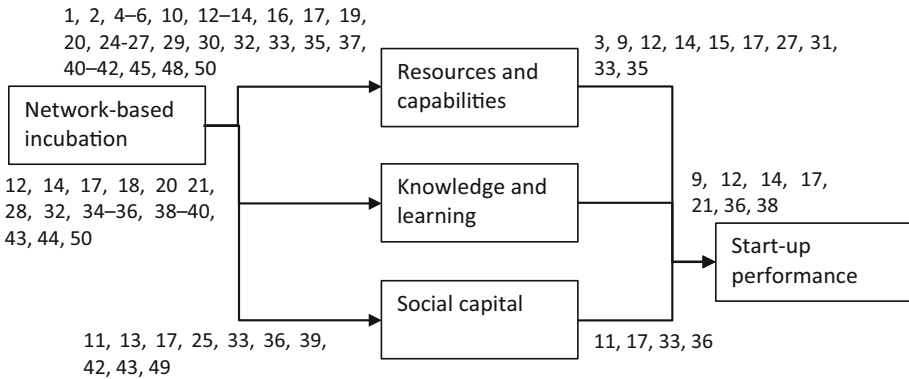 1, 2, 4–6, 10, 12–14, 16, 17, 19,
20, 24-27, 29, 30, 32, 33, 35, 37,
40–42, 45, 48, 50
Network-based
incubation
12, 14, 17, 18, 20 21,
28, 32, 34–36, 38–40,
43, 44, 50
11, 13, 17, 25, 33, 36, 39,
42, 43, 49
Resources and
capabilities
Knowledge and
learning
Social capital
3, 9, 12, 14, 15, 17, 27, 31,
33, 35
9, 12, 14, 17,
21, 36, 38
11, 17, 33, 36
Start-up
performance